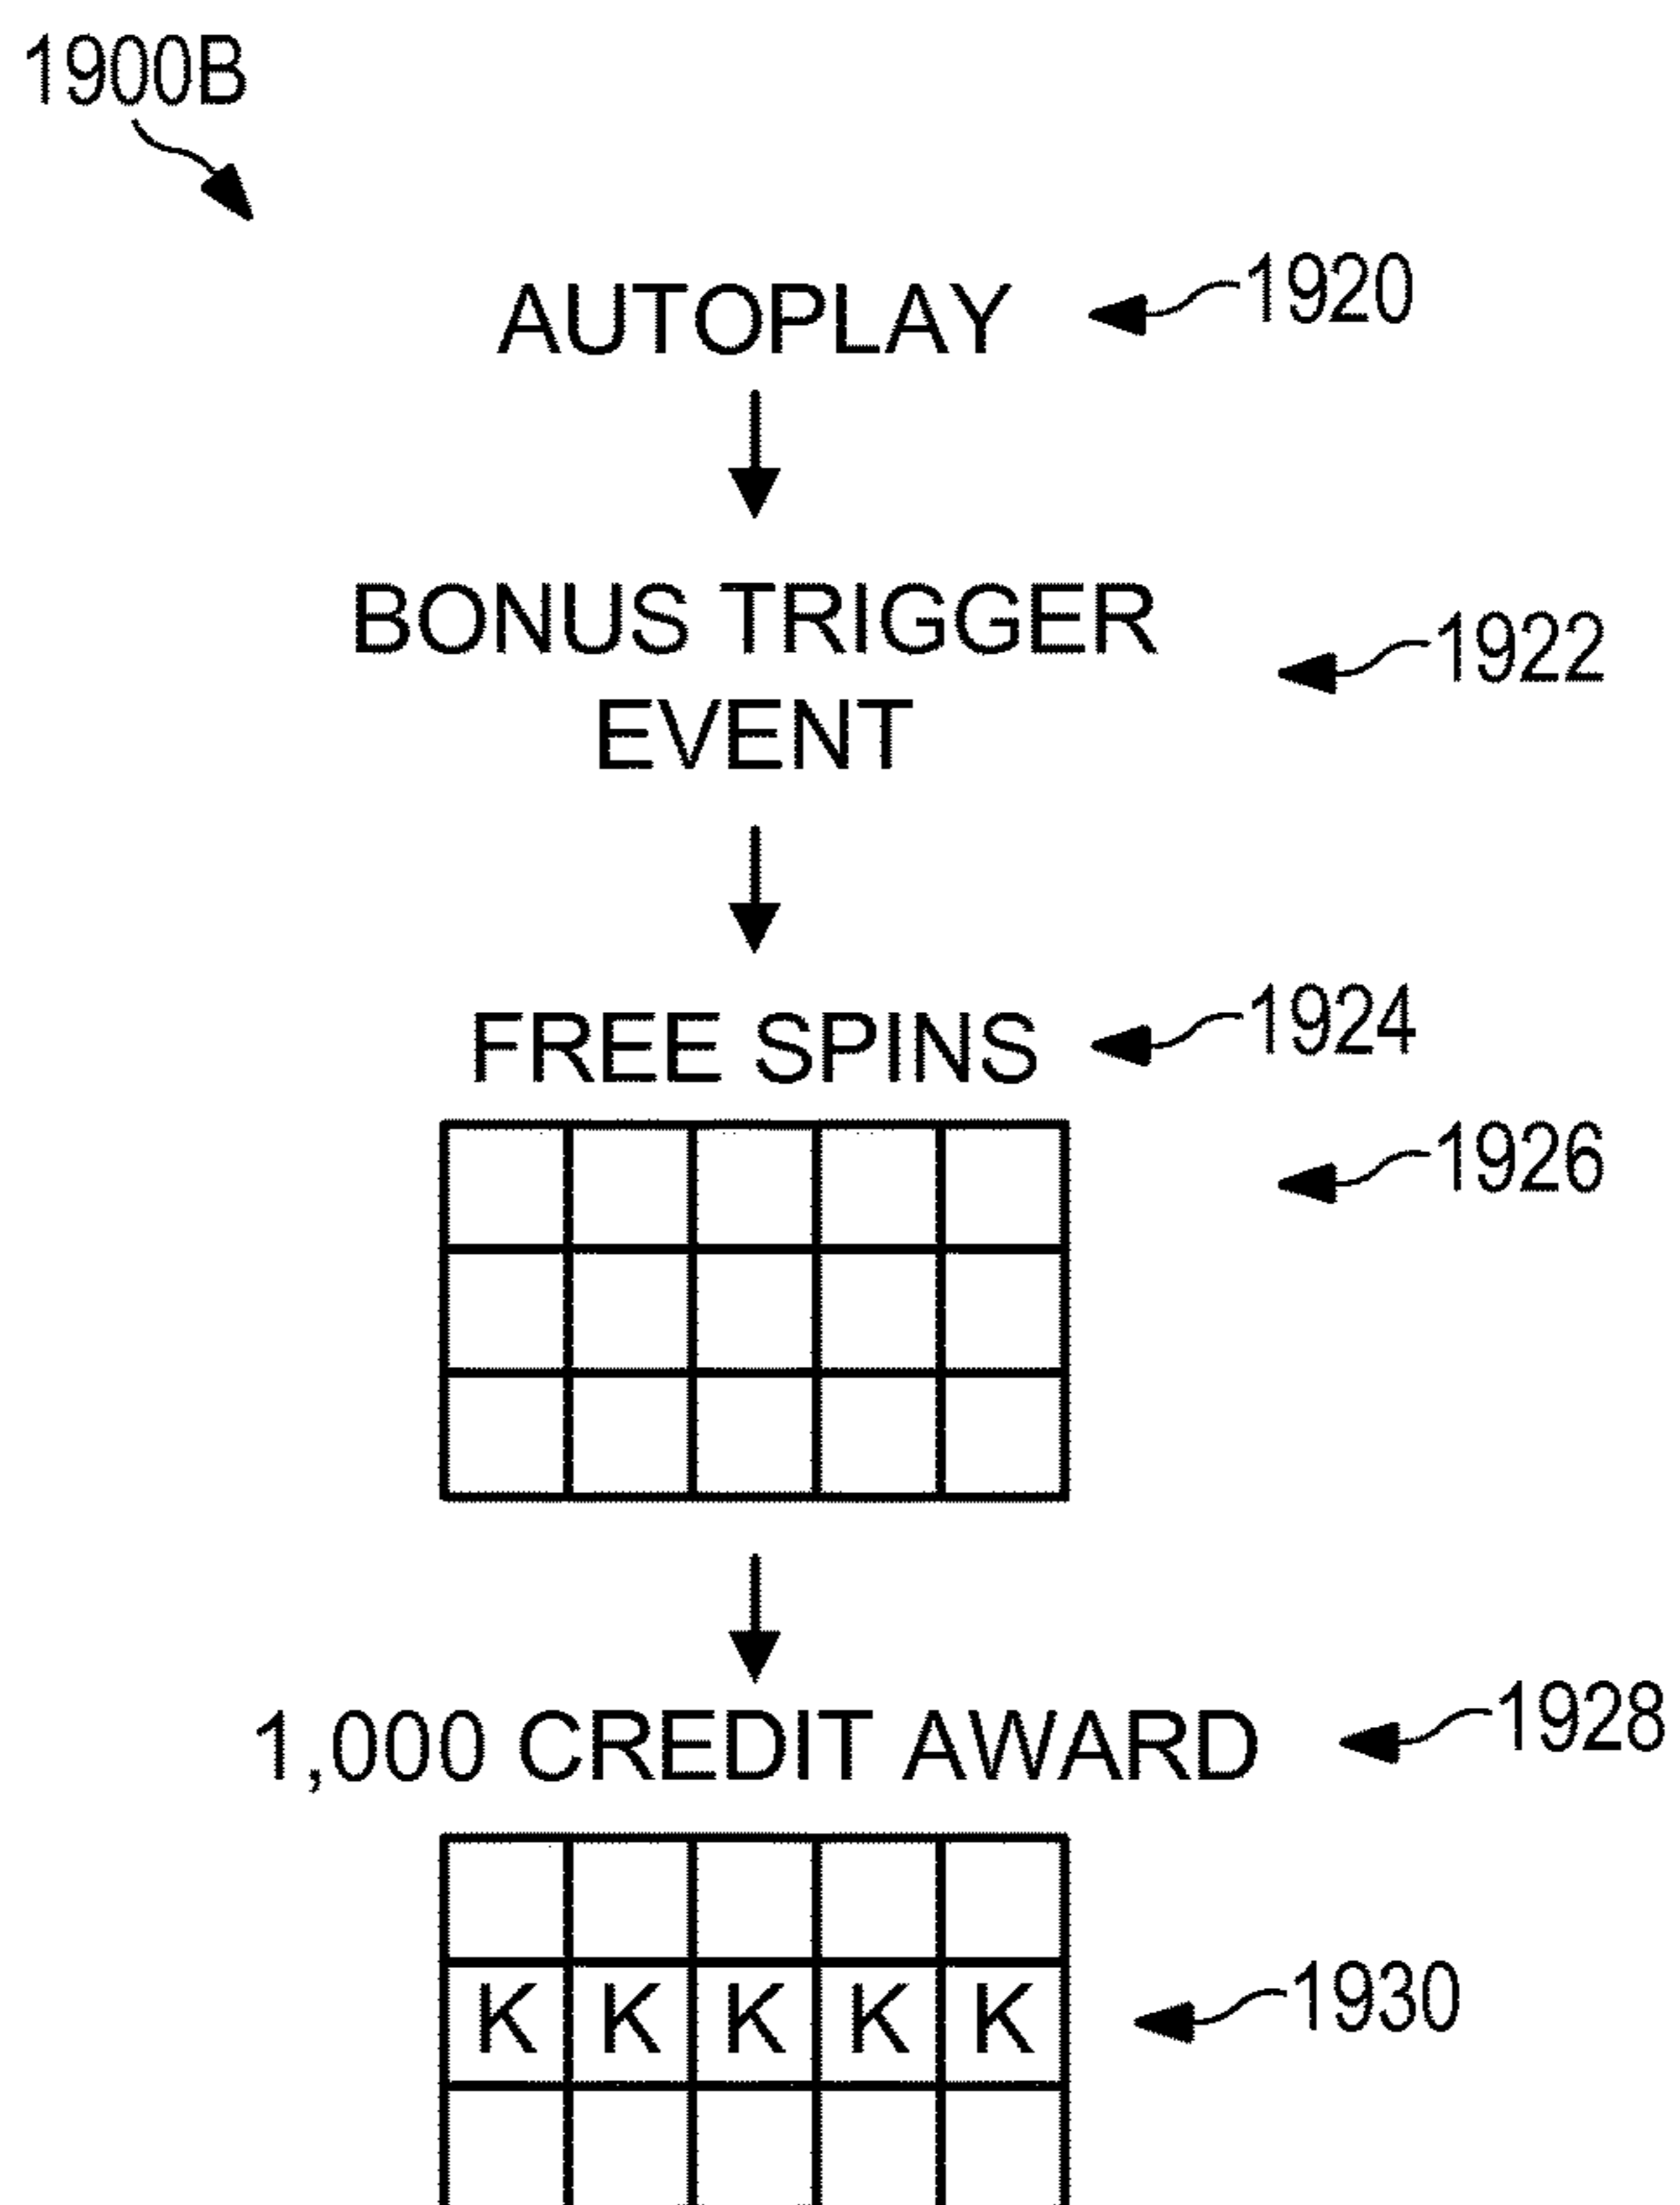 1900B
AUTOPLAY 1920
BONUS TRIGGER
EVENT
1922
FREE SPINS 1924
1926
1,000 CREDIT AWARD 1928
K K K K K 1930